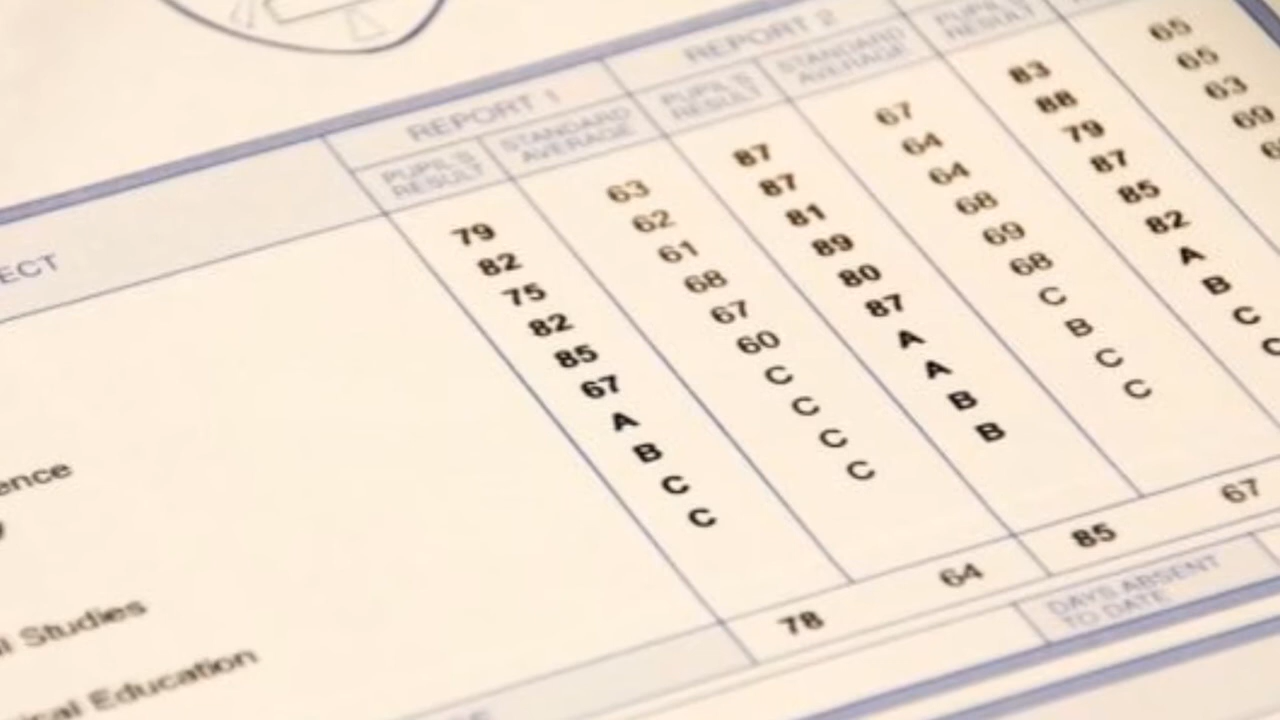 REPORT 1 REPORT 2
PUPIL'S RESULT STANDARD AVERAGE PUPIL'S RESULT STANDARD AVERAGE PUPIL'S RESULT
ECT
79 63 87 67 83 65
82 62 87 64 88 65
75 61 81 64 79 63
82 68 89 68 87 69
85 67 80 69 85
67 60 87 68 82
A C A C A
B C A B B
C C B C C
C C B C C
ence
l Studies
ical Education
78 64 85 67
DAYS ABSENT
TO DATE